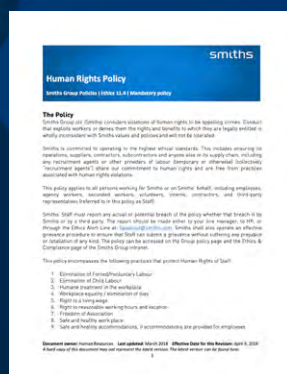 smiths
Human Rights Policy
Smiths Group Policies | Ethics 11.4 | Mandatory policy
The Policy
Smiths Group plc (Smiths) considers violations of human rights to be appalling crimes. Conduct
that exploits workers or denies them the rights and benefits to which they are legally entitled is
wholly inconsistent with Smiths values and policies and will not be tolerated.
Smiths is committed to operating to the highest ethical standards. This includes ensuring its
operations, suppliers, contractors, subcontractors and anyone else in its supply chain, including
any recruitment agents or other providers of labour (temporary or otherwise) (collectively
"recruitment agents") share our commitment to human rights and are free from practices
associated with human rights violations.
This policy applies to all persons working for Smiths or on Smiths' behalf, including employees,
agency workers, seconded workers, volunteers, interns, contractors, and third-party
representatives (referred to in this policy as Staff).
Smiths' Staff must report any actual or potential breach of the policy whether that breach is by
Smiths or by a third party. The report should be made either to your line manager, to HR, or
through the Ethics Alert Line at: Smiths shall also operate an effective
grievance procedure to ensure that Staff can submit a grievance without suffering any prejudice
or retaliation of any kind. The policy can be accessed on the Group policy page and the Ethics &
Compliance page of the Smiths Group intranet.
This policy encompasses the following practices that protect Human Rights of Staff:
1. Elimination of Forced/Involuntary Labour
2. Elimination of Child Labour
3. Humane treatment in the workplace
4. Workplace equality / elimination of bias
5. Right to a living wage
6. Right to reasonable working hours and vacation
7. Freedom of Association
8. Safe and healthy work place
9. Safe and healthy accommodations, if accommodations are provided for employees
Document owner: Human Resources Last updated: March 2018 Effective Date for this Revision: April 9, 2018
A hard copy of this document may not represent the latest version. The latest version can be found here.
1